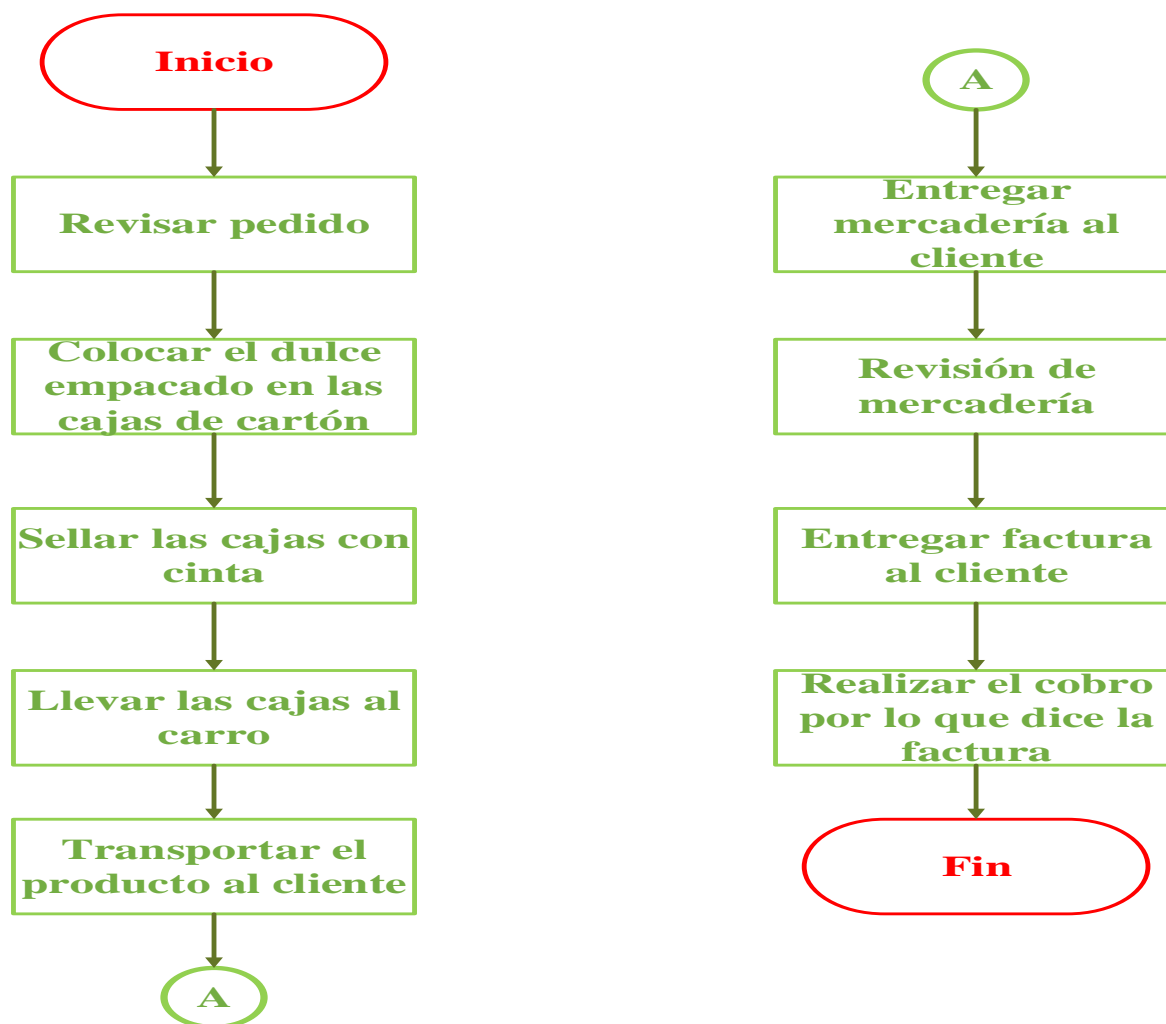 Inicio
Revisar pedido
Colocar el dulce
empacado en las
cajas de cartón
Sellar las cajas con
cinta
Llevar las cajas al
carro
Transportar el
producto al cliente
A
A
Entregar
mercadería al
cliente
Revisión de
mercadería
Entregar factura
al cliente
Realizar el cobro
por lo que dice la
factura
Fin